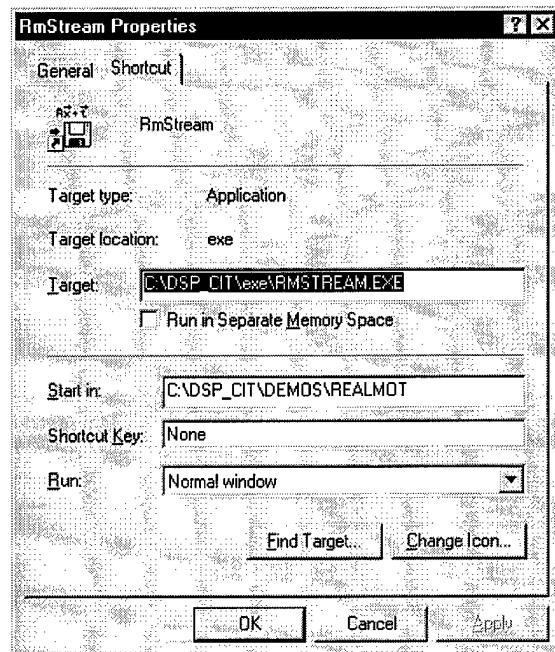 RmStream Properties
General Shortcut
Ax+t
RmStream
Target type: Application
Target location: exe
Target: C:\DSP_CIT\exe\RMSTREAM.EXE
Run in Separate Memory Space
Start in: C:\DSP_CIT\DEMOS\REALMOT
Shortcut Key: None
Run: Normal window
Find Target... Change Icon...
OK Cancel Apply